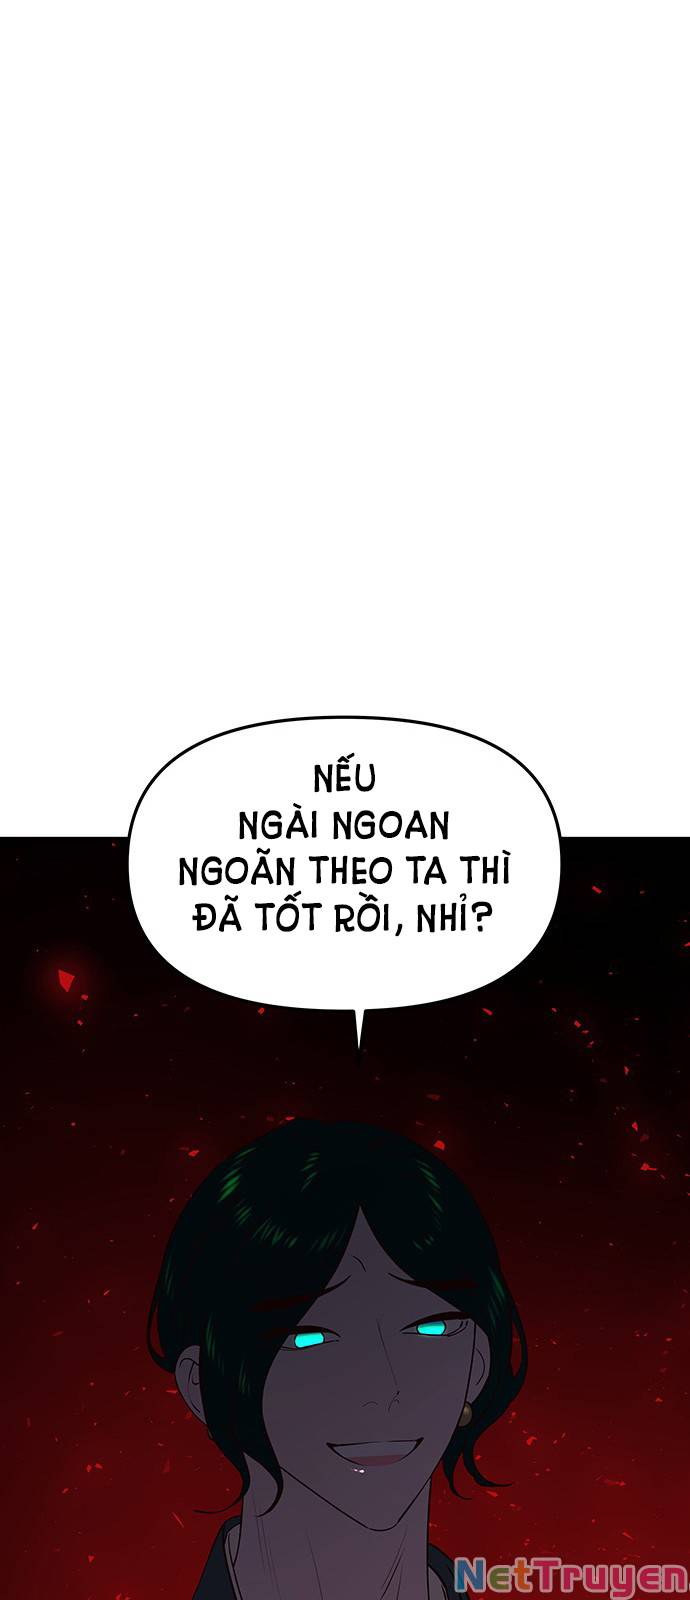 NẾU
NGÀI NGOAN
NGOÃN THEO TA THÌ
ĐÃ TỐT RỒI, NHỈ?
NetTruyen